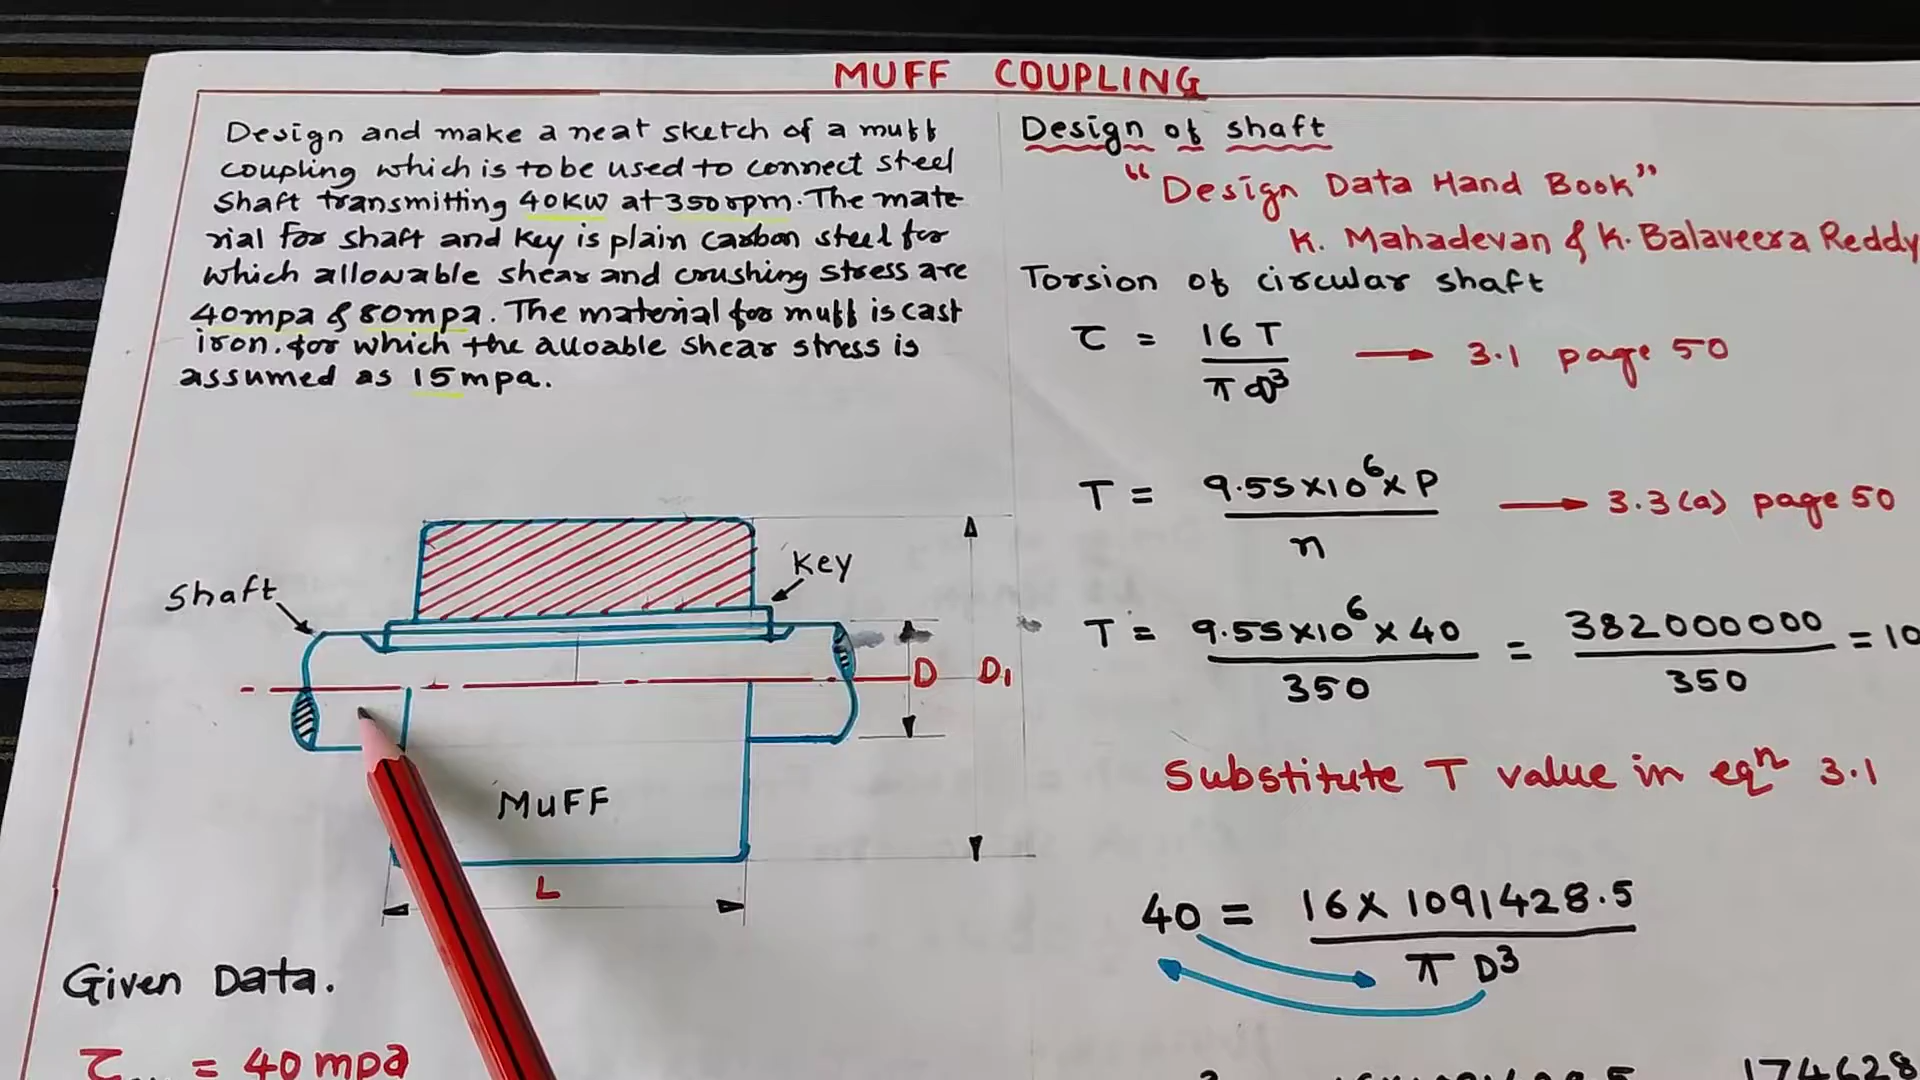 MUFF COUPLING
Design and make a neat sketch of a muff
coupling which is to be used to connect steel
shaft transmitting 40KW at 350rpm. The mate-
rial for shaft and key is plain carbon steel for
which allowable shear and crushing stress are
40mpa & 80mpa. The material for muff is cast
iron. for which the alloable shear stress is
assumed as 15mpa.
Shaft
Key
D
D1
MUFF
L
Given Data.
= 40 mpa
Design of shaft
"Design Data Hand Book"
K. Mahadevan & K. Balaveera Reddy
Torsion of circular shaft
τ = 16 T / π D³ → 3.1 page 50
T = 9.55×10⁶×P / n → 3.3(a) page 50
T = 9.55×10⁶×40 / 350 = 382000000 / 350 = 10
Substitute T value in eqⁿ 3.1
40 = 16× 1091428.5 / π D³